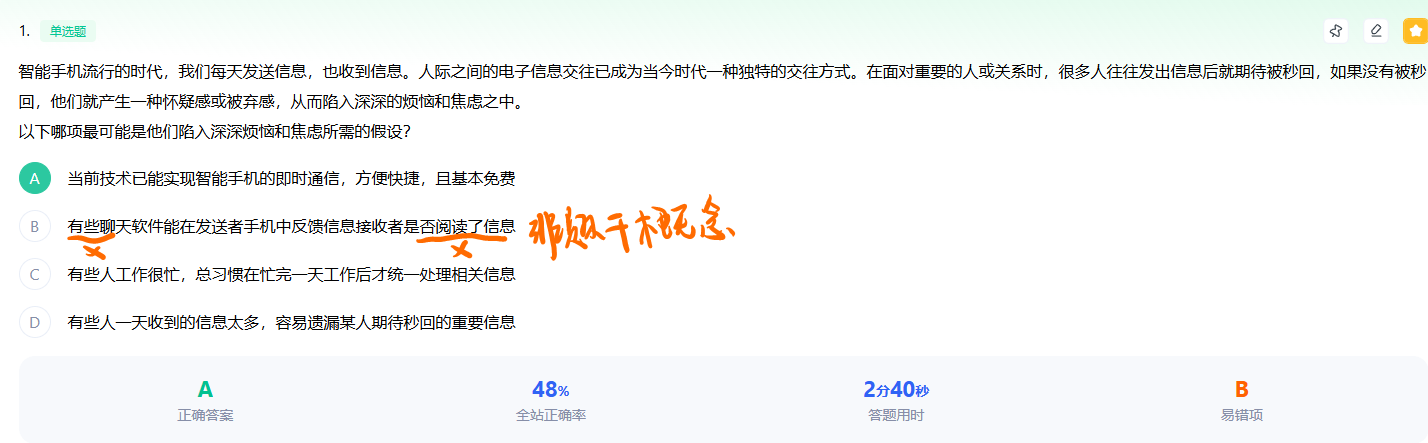 1. 单选题
智能手机流行的时代，我们每天发送信息，也收到信息。人际之间的电子信息交往已成为当今时代一种独特的交往方式。在面对重要的人或关系时，很多人往往发出信息后就期待被秒回，如果没有被秒
回，他们就产生一种怀疑感或被弃感，从而陷入深深的烦恼和焦虑之中。
以下哪项最可能是他们陷入深深烦恼和焦虑所需的假设？
A 当前技术已能实现智能手机的即时通信，方便快捷，且基本免费
B 有些聊天软件能在发送者手机中反馈信息接收者是否阅读了信息
概念
C 有些人工作很忙，总习惯在忙完一天工作后才统一处理相关信息
D 有些人一天收到的信息太多，容易遗漏某人期待秒回的重要信息
A 48% 2分40秒 B
正确答案 全站正确率 答题用时 易错项